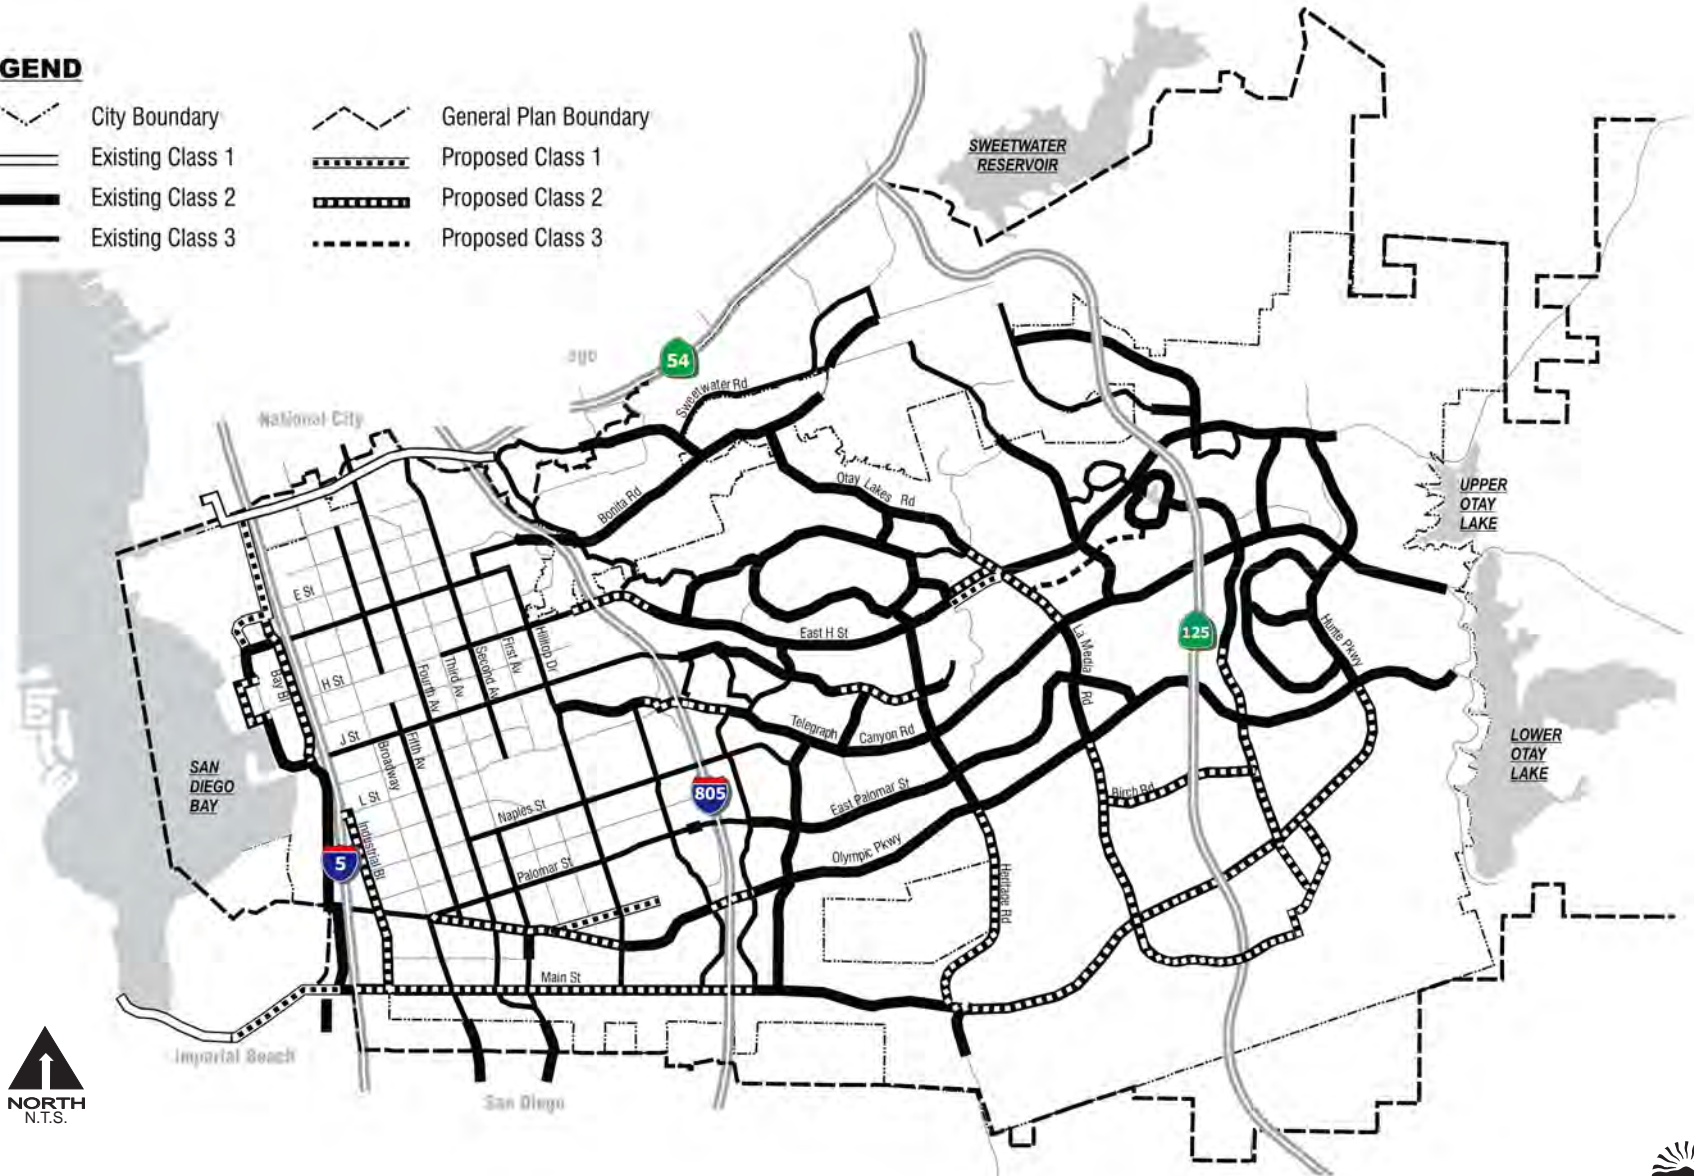 GEND
City Boundary
General Plan Boundary
Existing Class 1
Proposed Class 1
Existing Class 2
Proposed Class 2
Existing Class 3
Proposed Class 3
SWEETWATER
RESERVOIR
54
Sweetwater Rd
National City
Bonita Rd
Otay Lakes Rd
UPPER
OTAY
LAKE
E St
East H St
125
Hunte Pkwy
La Media Rd
Hilltop Dr
First Av
Second Av
Third Av
Fourth Av
H St
Bay Bl
J St
Fifth Av
Broadway
Telegraph Canyon Rd
LOWER
OTAY
LAKE
SAN
DIEGO
BAY
L St
805
Naples St
East Palomar St
Birch Rd
Industrial Bl
5
Palomar St
Olympic Pkwy
Heritage Rd
Main St
Imperial Beach
San Diego
NORTH
N.T.S.